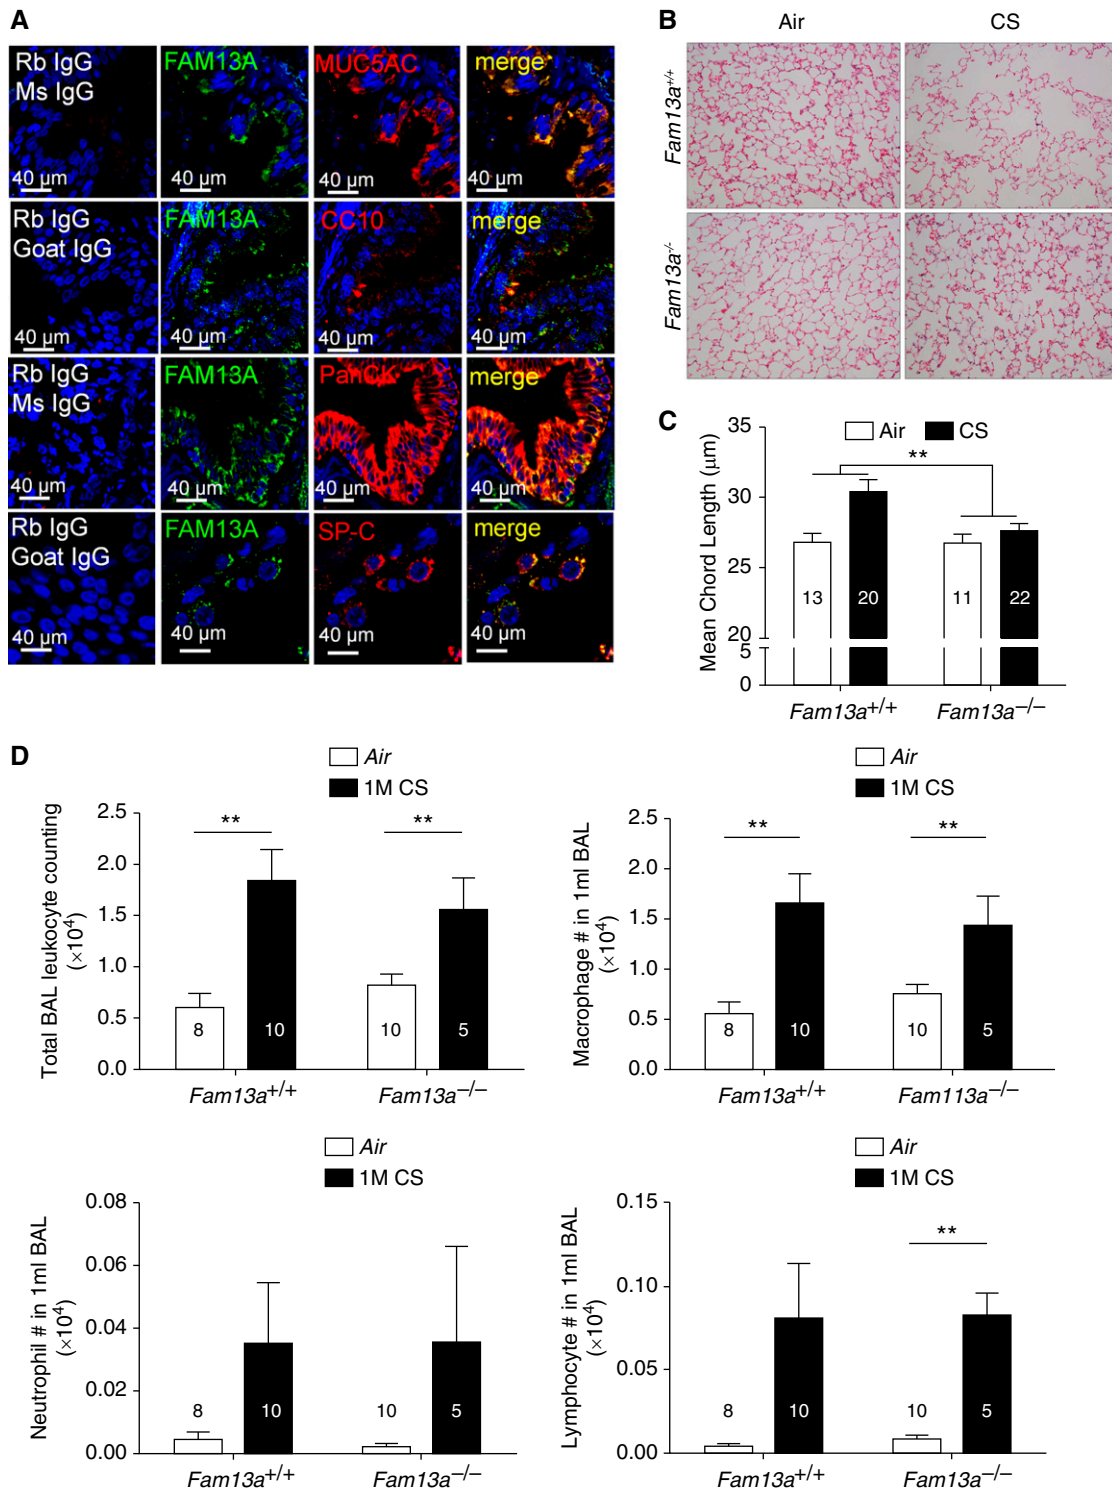 A
Rb IgG
Ms IgG
40 µm
FAM13A
40 µm
MUC5AC
40 µm
merge
40 µm
Rb IgG
Goat IgG
40 µm
FAM13A
40 µm
CC10
40 µm
merge
40 µm
Rb IgG
Ms IgG
40 µm
FAM13A
40 µm
PanCK
40 µm
merge
40 µm
Rb IgG
Goat IgG
40 µm
FAM13A
40 µm
SP-C
40 µm
merge
40 µm
B
Air
CS
Fam13a+/+
Fam13a-/-
C
Air
CS
Mean Chord Length (µm)
35
30
25
20
5
0
**
13
20
11
22
Fam13a+/+
Fam13a−/−
D
Air
1M CS
Total BAL leukocyte counting
(×10⁴)
2.5
2.0
1.5
1.0
0.5
0.0
**
**
8
10
10
5
Fam13a+/+
Fam13a−/−
Air
1M CS
Macrophage # in 1ml BAL
(×10⁴)
2.5
2.0
1.5
1.0
0.5
0.0
**
**
8
10
10
5
Fam13a+/+
Fam113a−/−
Air
1M CS
Neutrophil # in 1ml BAL
(×10⁴)
0.08
0.06
0.04
0.02
0.00
8
10
10
5
Fam13a+/+
Fam13a−/−
Air
1M CS
Lymphocyte # in 1ml BAL
(×10⁴)
0.15
0.10
0.05
0.00
**
8
10
10
5
Fam13a+/+
Fam13a−/−